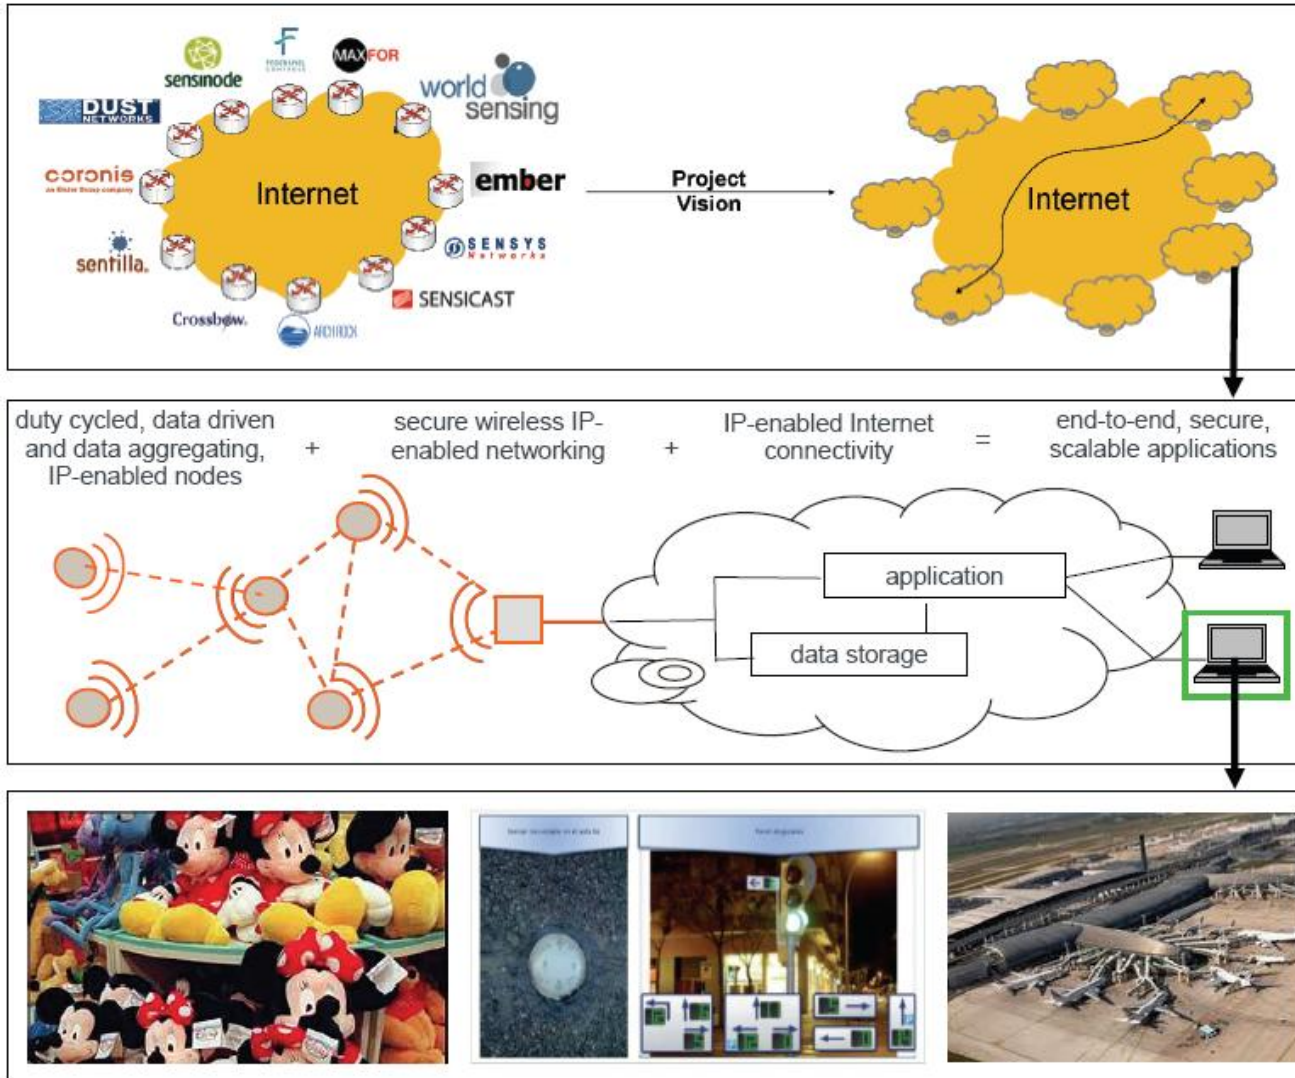 sensinode
F
MAXFOR
world
sensing
DUST
NETWORKS
coronis
Internet
ember
Project
Vision
Internet
sentilla.
SENSYS
Networks
SENSICAST
Crossbow.
ARCHROCK
duty cycled, data driven
and data aggregating,
IP-enabled nodes
+
secure wireless IP-
enabled networking
+
IP-enabled Internet
connectivity
=
end-to-end, secure,
scalable applications
application
data storage